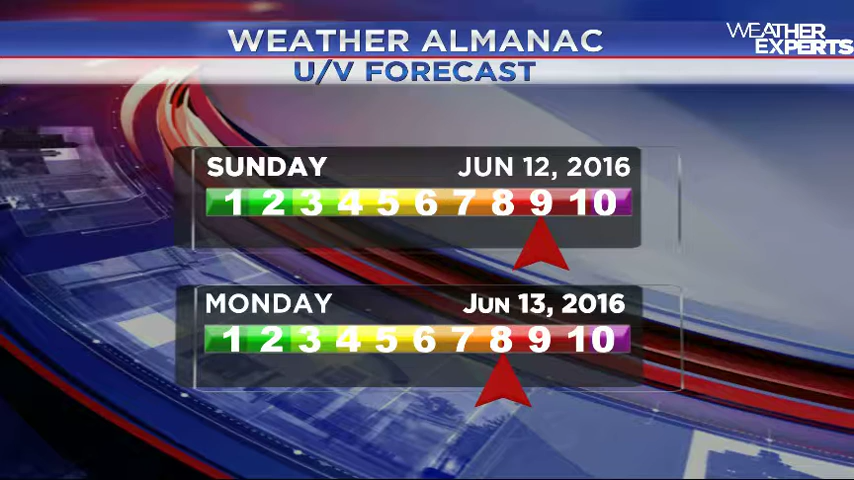 WEATHER ALMANAC
WEATHER
EXPERTS
U/V FORECAST
SUNDAY JUN 12, 2016
1 2 3 4 5 6 7 8 9 10
MONDAY JUN 13, 2016
1 2 3 4 5 6 7 8 9 10